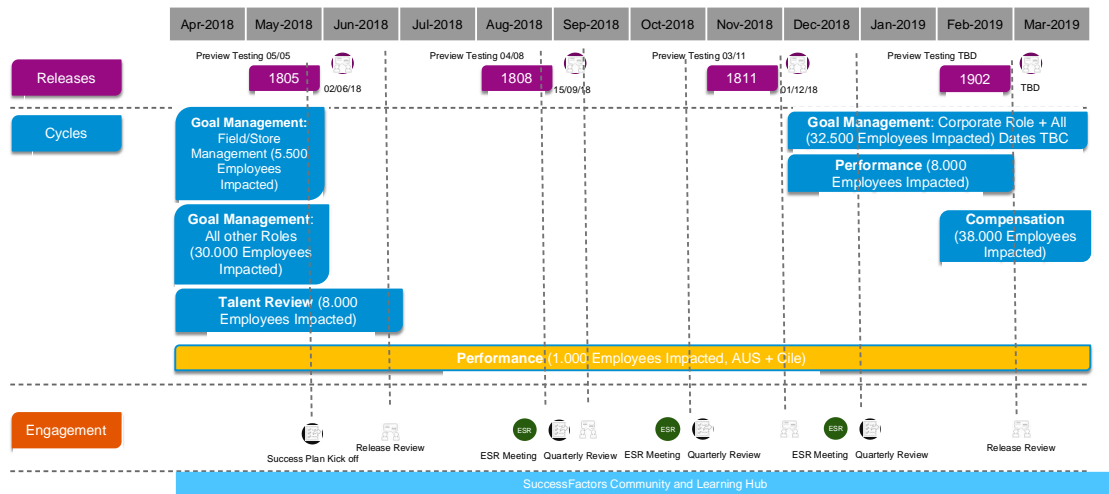 Apr-2018 May-2018 Jun-2018 Jul-2018 Aug-2018 Sep-2018 Oct-2018 Nov-2018 Dec-2018 Jan-2019 Feb-2019 Mar-2019
Preview Testing 05/05 Preview Testing 04/08 Preview Testing 03/11 Preview Testing TBD
Releases 1805 1808 1811 1902
02/06/18 15/09/18 01/12/18 TBD
Cycles
Goal Management:
Field/Store
Management (5.500
Employees
Impacted)
Goal Management: Corporate Role + All
(32.500 Employees Impacted) Dates TBC
Performance (8.000
Employees Impacted)
Goal Management:
All other Roles
(30.000 Employees
Impacted)
Compensation
(38.000 Employees
Impacted)
Talent Review (8.000
Employees Impacted)
Performance (1.000 Employees Impacted, AUS + Cile)
Engagement
ESR ESR ESR
Success Plan Kick off Release Review ESR Meeting Quarterly Review ESR Meeting Quarterly Review ESR Meeting Quarterly Review Release Review
SuccessFactors Community and Learning Hub